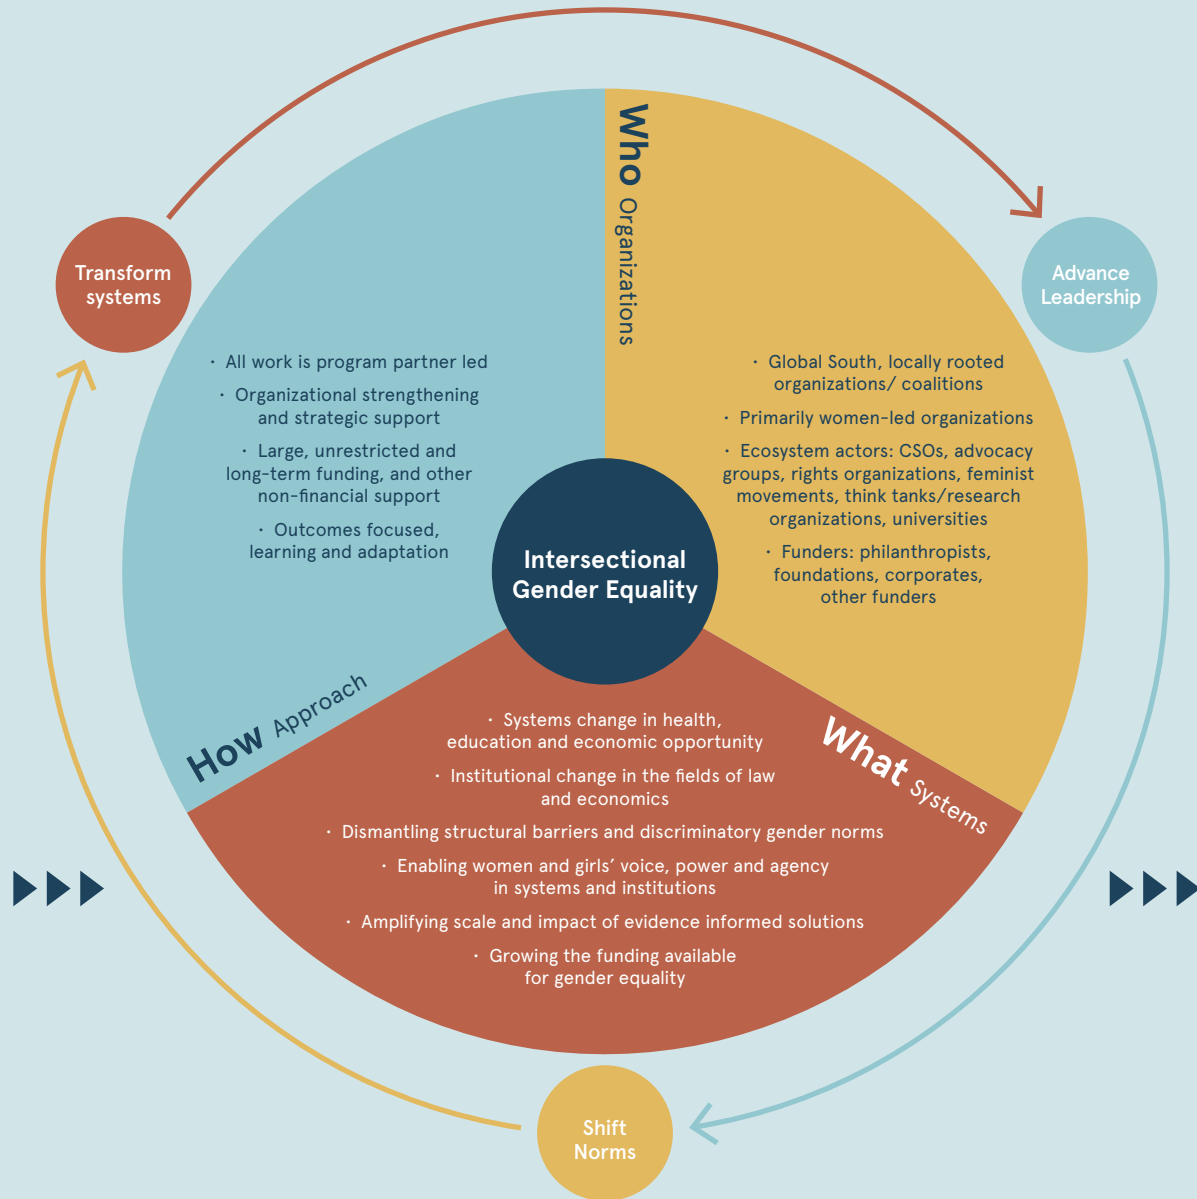 Transform
systems
Advance
Leadership
Who Organizations
· All work is program partner led
· Organizational strengthening
and strategic support
· Large, unrestricted and
long-term funding, and other
non-financial support
· Outcomes focused,
learning and adaptation
· Global South, locally rooted
organizations/ coalitions
· Primarily women-led organizations
· Ecosystem actors: CSOs, advocacy
groups, rights organizations, feminist
movements, think tanks/research
organizations, universities
· Funders: philanthropists,
foundations, corporates,
other funders
Intersectional
Gender Equality
How Approach
What Systems
· Systems change in health,
education and economic opportunity
· Institutional change in the fields of law
and economics
· Dismantling structural barriers and discriminatory gender norms
· Enabling women and girls’ voice, power and agency
in systems and institutions
· Amplifying scale and impact of evidence informed solutions
· Growing the funding available
for gender equality
Shift
Norms